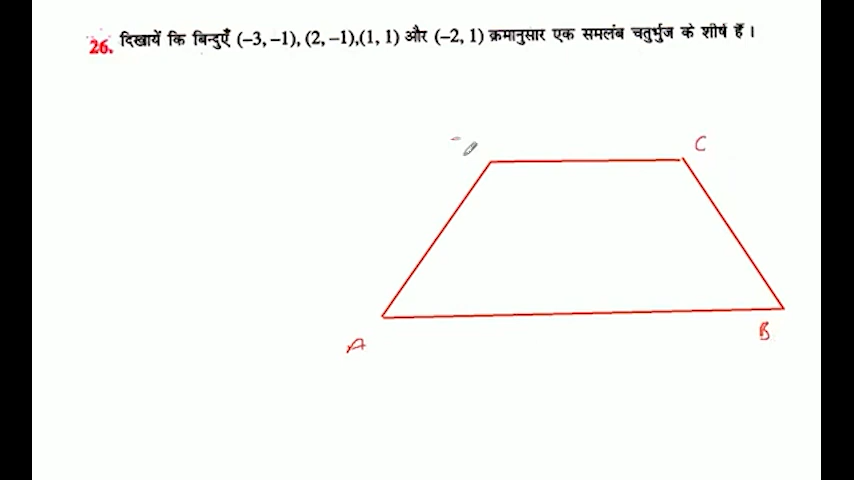 26. दिखायें कि बिन्दुएँ (–3, –1), (2, –1),(1, 1) और (–2, 1) क्रमानुसार एक समलंब चतुर्भुज के शीर्ष हैं ।
C
A
B